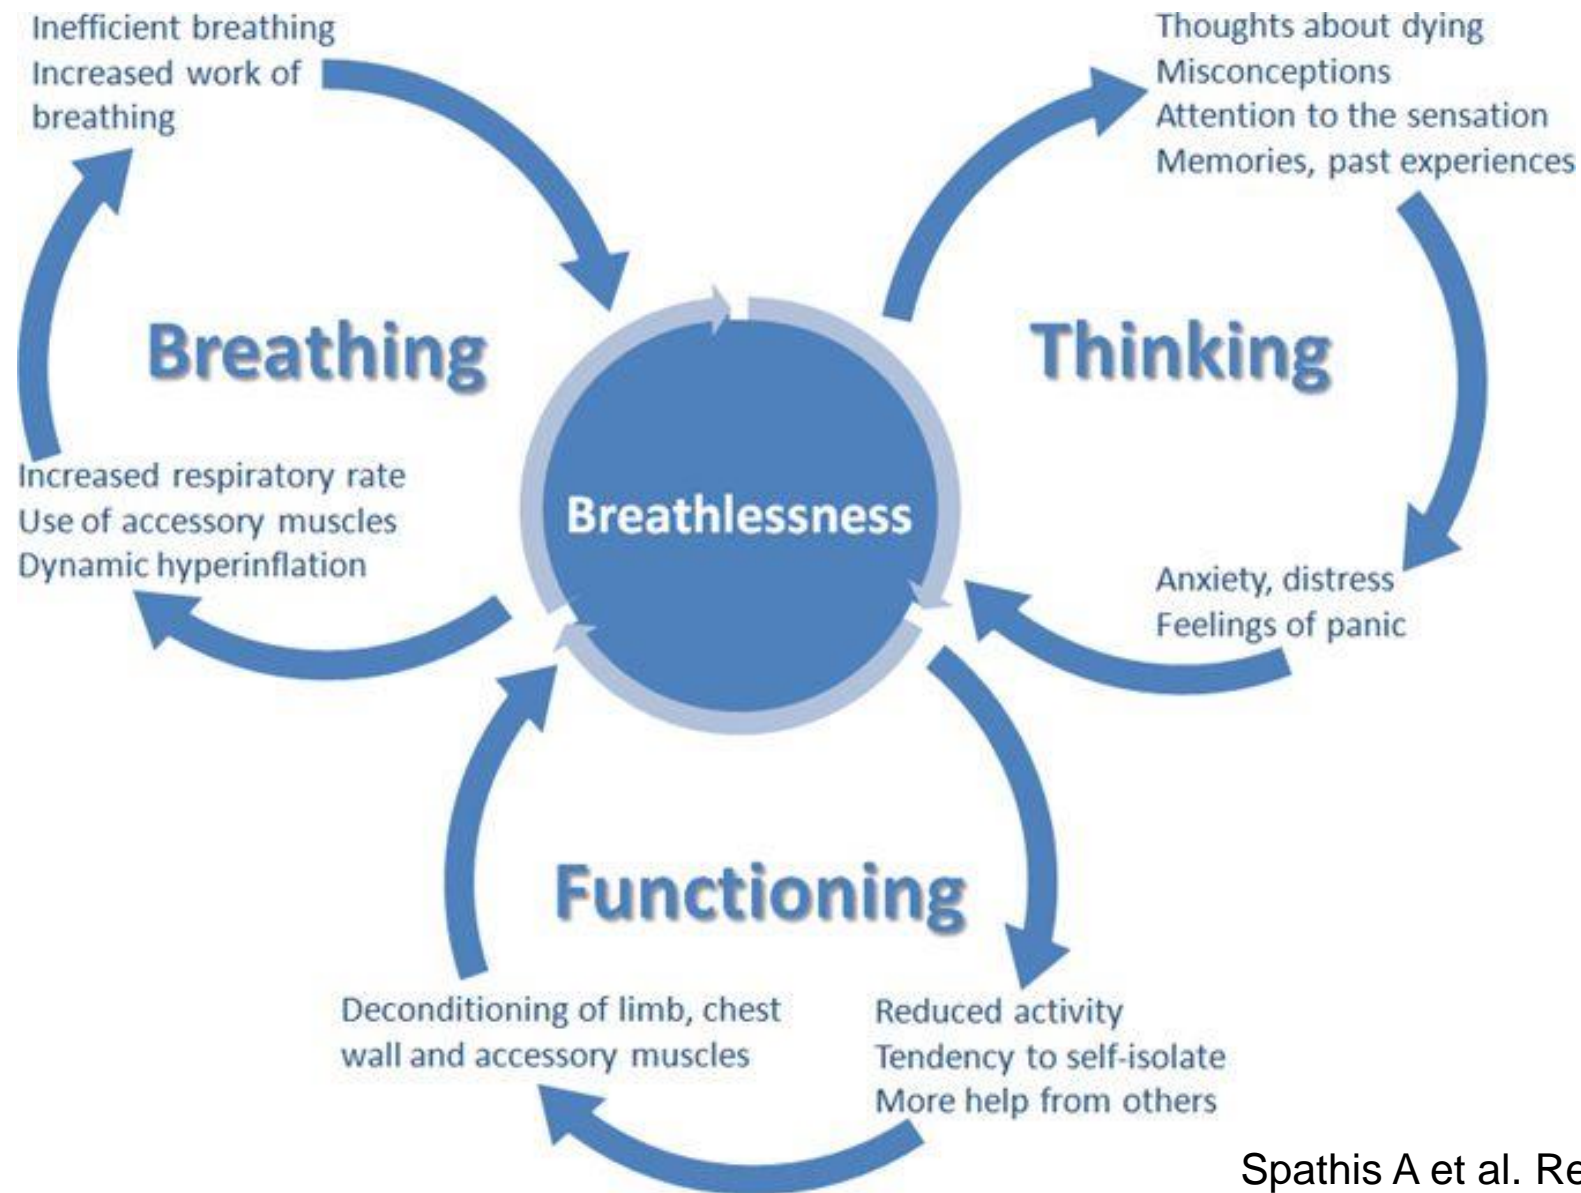 Inefficient breathing
Increased work of
breathing
Thoughts about dying
Misconceptions
Attention to the sensation
Memories, past experiences
Breathing
Thinking
Increased respiratory rate
Use of accessory muscles
Dynamic hyperinflation
Breathlessness
Anxiety, distress
Feelings of panic
Functioning
Deconditioning of limb, chest
wall and accessory muscles
Reduced activity
Tendency to self-isolate
More help from others
Spathis A et al. Re